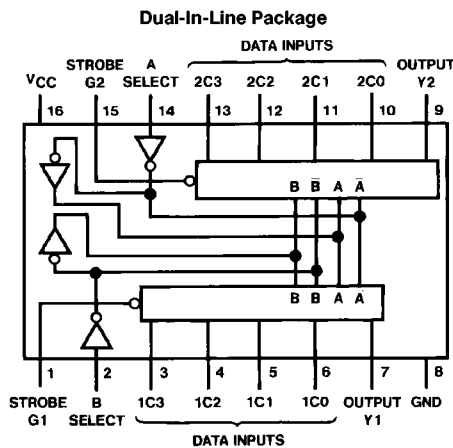 Dual-In-Line Package
DATA INPUTS
STROBE A OUTPUT
VCC G2 SELECT 2C3 2C2 2C1 2C0 Y2
16 15 14 13 12 11 10 9
B B̅ A A̅
B B A A
1 2 3 4 5 6 7 8
STROBE B 1C3 1C2 1C1 1C0 OUTPUT GND
G1 SELECT Y1
DATA INPUTS